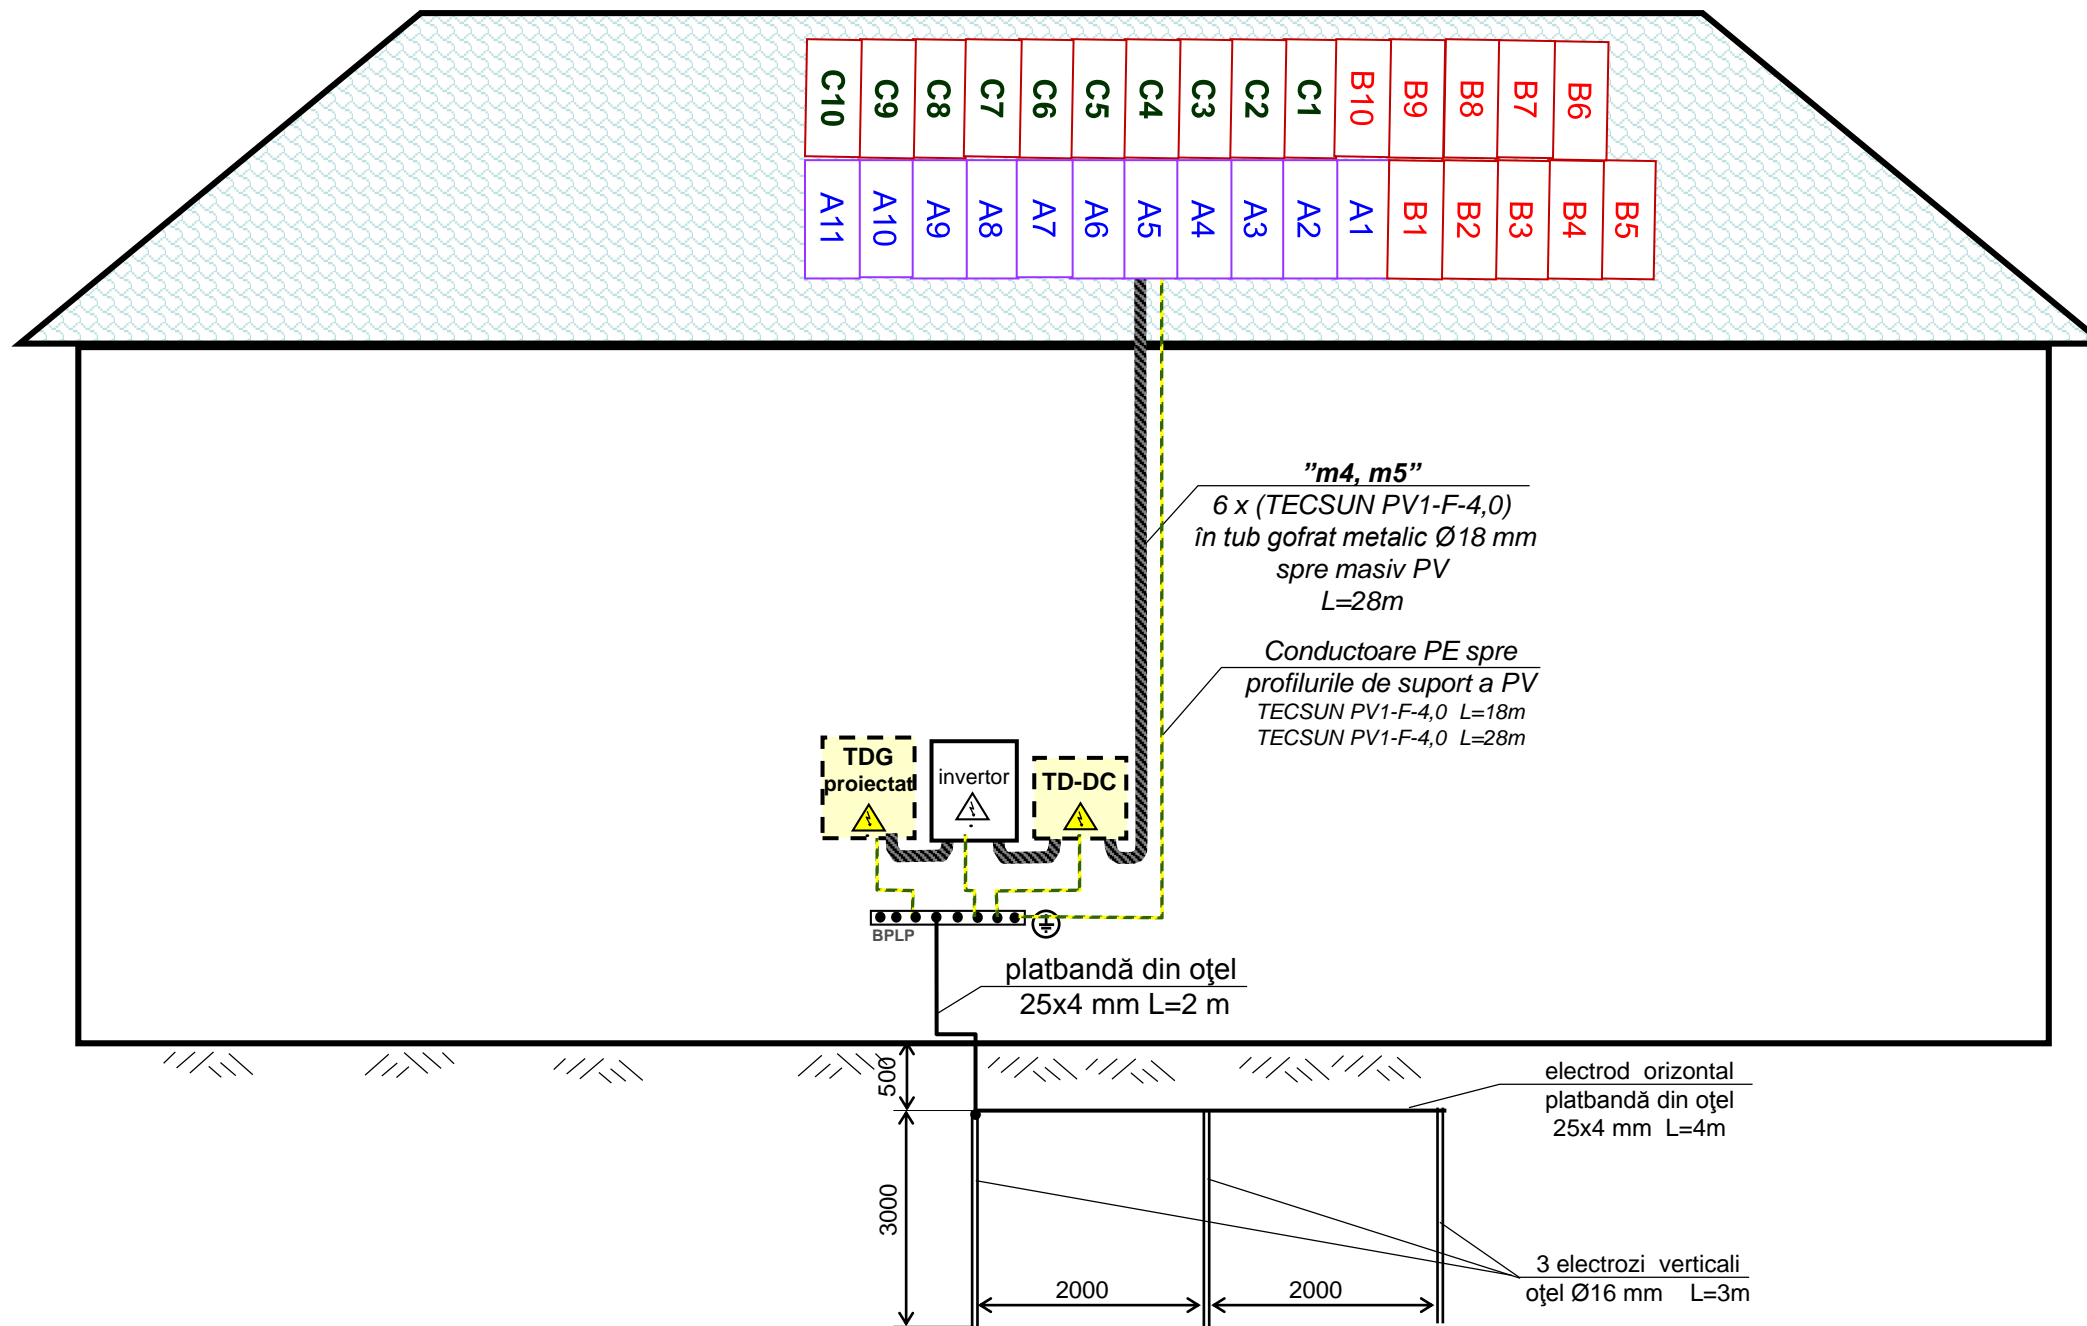 C10 C9 C8 C7 C6 C5 C4 C3 C2 C1 B10 B9 B8 B7 B6
A11 A10 A9 A8 A7 A6 A5 A4 A3 A2 A1 B1 B2 B3 B4 B5
”m4, m5”
6 x (TECSUN PV1-F-4,0)
în tub gofrat metalic Ø18 mm
spre masiv PV
L=28m
Conductoare PE spre
profilurile de suport a PV
TECSUN PV1-F-4,0 L=18m
TECSUN PV1-F-4,0 L=28m
TDG
proiectat
invertor
TD-DC
BPLP
platbandă din oţel
25x4 mm L=2 m
500
electrod orizontal
platbandă din oţel
25x4 mm L=4m
3000
2000
2000
3 electrozi verticali
oţel Ø16 mm L=3m